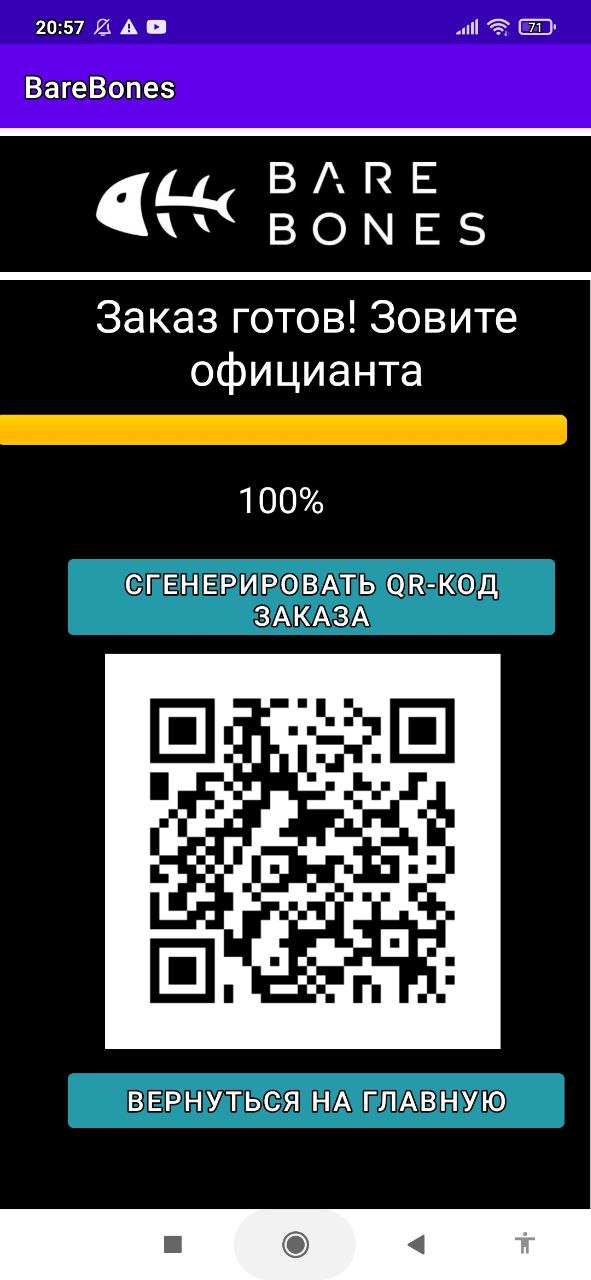 20:57
71
BareBones
BARE
BONES
Заказ готов! Зовите
официанта
100%
СГЕНЕРИРОВАТЬ QR-КОД
ЗАКАЗА
ВЕРНУТЬСЯ НА ГЛАВНУЮ